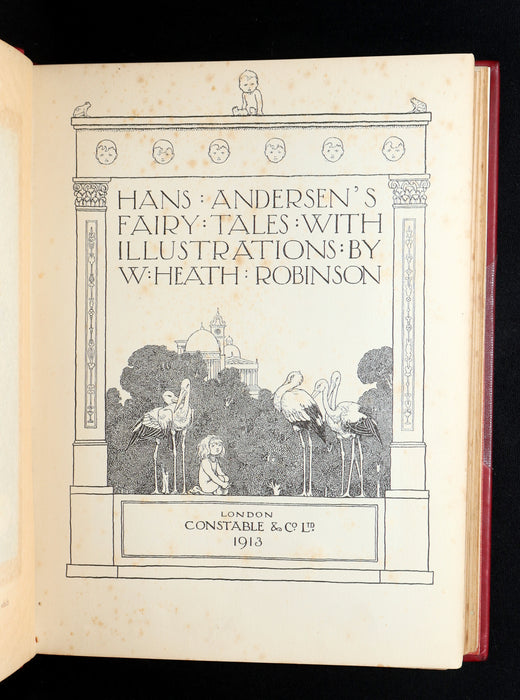 HANS : ANDERSEN'S
FAIRY : TALES : WITH
ILLUSTRATIONS : BY
W : HEATH : ROBINSON
LONDON
CONSTABLE & Co LTD.
1913